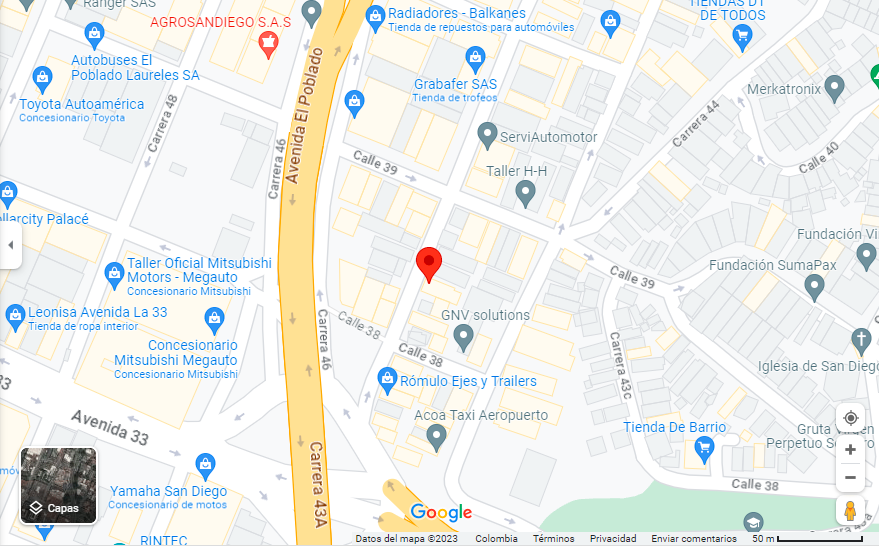 Ranger SAS
AGROSANDIEGO S.A.S
Radiadores - Balkanes
Tienda de repuestos para automóviles
TIENDAS D1
DE TODOS
Autobuses El
Poblado Laureles SA
Toyota Autoamérica
Concesionario Toyota
Carrera 48
Carrera 46
Avenida El Poblado
Grabafer SAS
Tienda de trofeos
Merkatronix
Carrera 44
Calle 40
ServiAutomotor
Calle 39
Taller H-H
llarcity Palacé
Taller Oficial Mitsubishi
Motors - Megauto
Concesionario Mitsubishi
Fundación
Fundación SumaPax
Calle 39
Leonisa Avenida La 33
Tienda de ropa interior
Concesionario
Mitsubishi Megauto
Concesionario Mitsubishi
Carrera 46
Calle 38
GNV solutions
Calle 38
Carrera 43c
Iglesia de San Diego
Rómulo Ejes y Trailers
33
Avenida 33
Acoa Taxi Aeropuerto
Tienda De Barrio
Gruta Virgen
Perpetuo
Carrera 43A
Yamaha San Diego
Concesionario de motos
Calle 38
Capas
Google
RINTEC
Datos del mapa ©2023
Colombia
Términos
Privacidad
Enviar comentarios
50 m